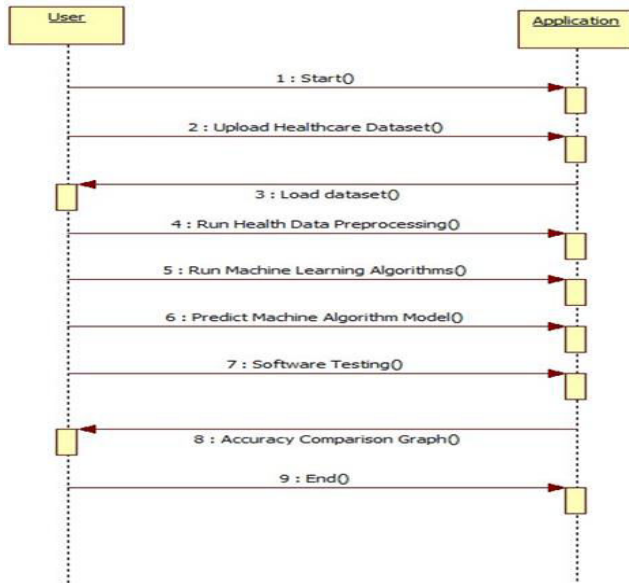 User
Application
1 : Start()
2 : Upload Healthcare Dataset()
3 : Load dataset()
4 : Run Health Data Preprocessing()
5 : Run Machine Learning Algorithms()
6 : Predict Machine Algorithm Model()
7 : Software Testing()
8 : Accuracy Comparison Graph()
9 : End()